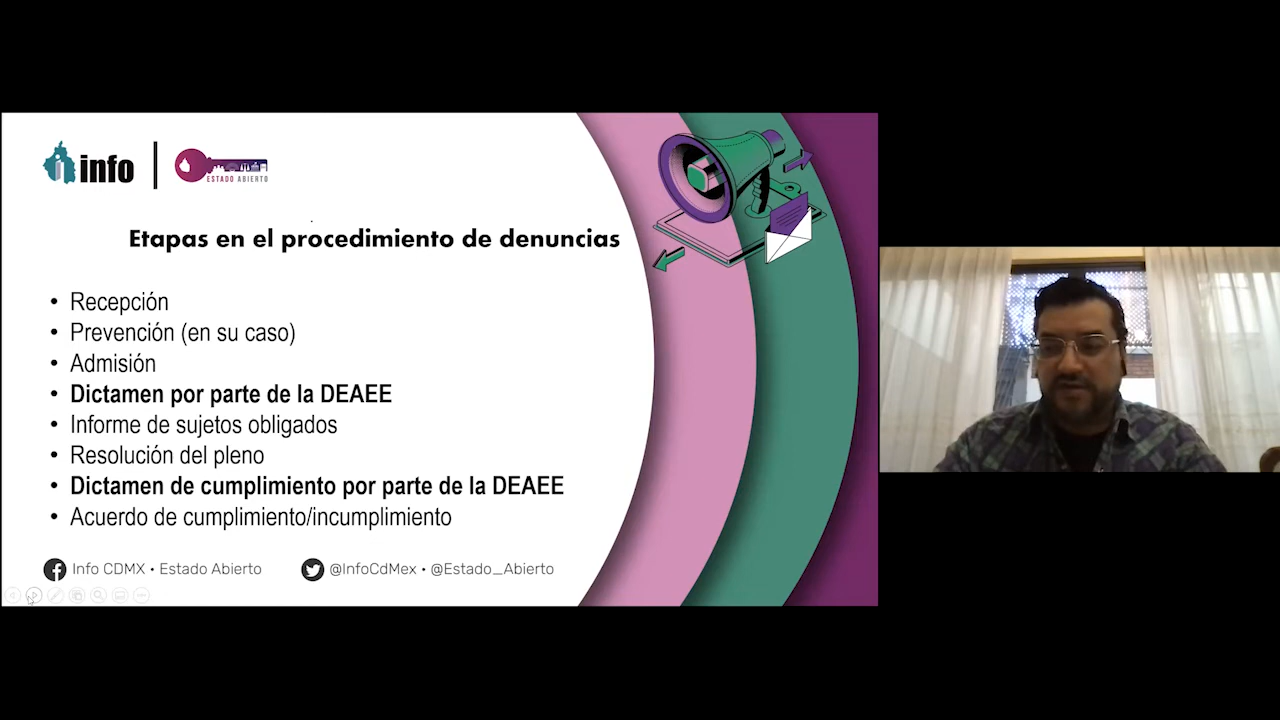 info
ESTADO ABIERTO
Etapas en el procedimiento de denuncias
• Recepción
• Prevención (en su caso)
• Admisión
• Dictamen por parte de la DEAEE
• Informe de sujetos obligados
• Resolución del pleno
• Dictamen de cumplimiento por parte de la DEAEE
• Acuerdo de cumplimiento/incumplimiento
Info CDMX • Estado Abierto
@InfoCdMex • @Estado_Abierto